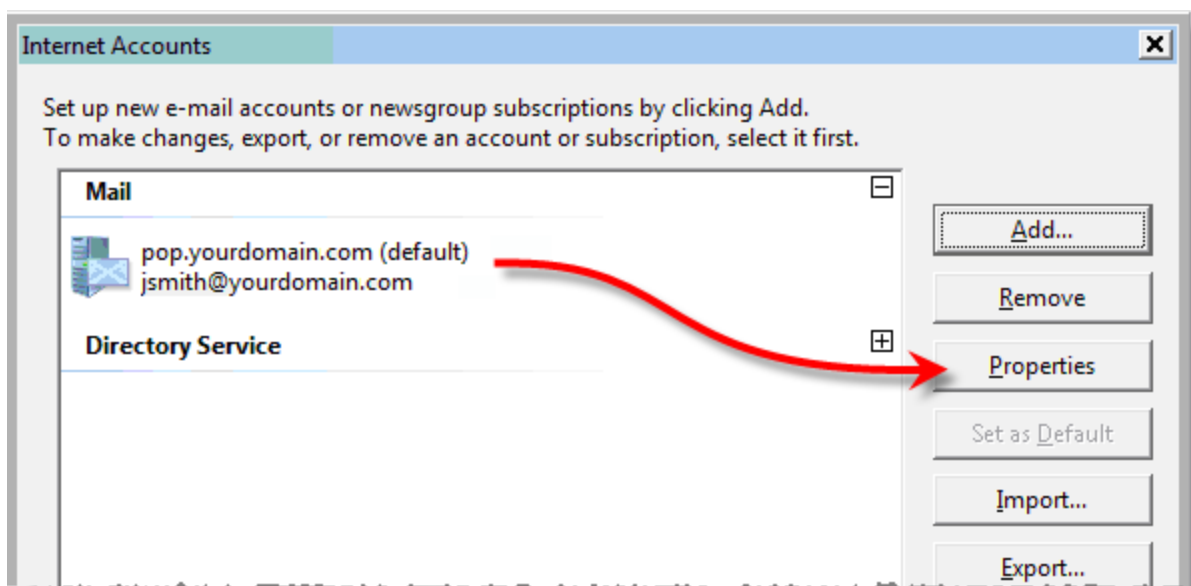 Internet Accounts
Set up new e-mail accounts or newsgroup subscriptions by clicking Add.
To make changes, export, or remove an account or subscription, select it first.
Mail
pop.yourdomain.com (default)
jsmith@yourdomain.com
Directory Service
Add...
Remove
Properties
Set as Default
Import...
Export...